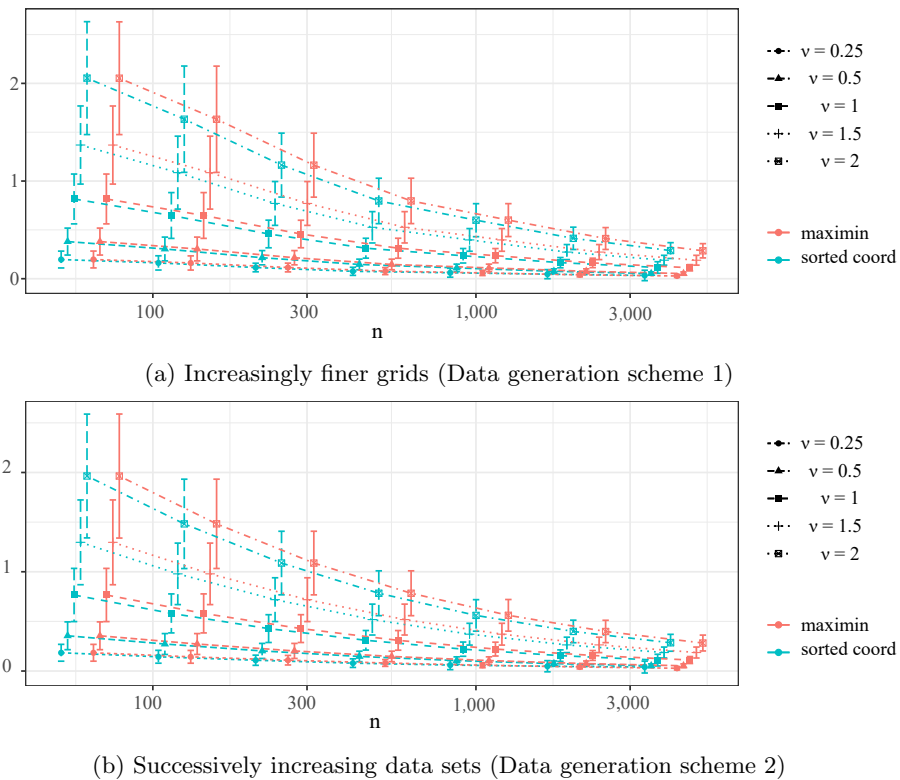 2
1
0
100
300
1,000
3,000
n
ν = 0.25
ν = 0.5
ν = 1
ν = 1.5
ν = 2
maximin
sorted coord
(a) Increasingly finer grids (Data generation scheme 1)
2
1
0
100
300
1,000
3,000
n
ν = 0.25
ν = 0.5
ν = 1
ν = 1.5
ν = 2
maximin
sorted coord
(b) Successively increasing data sets (Data generation scheme 2)